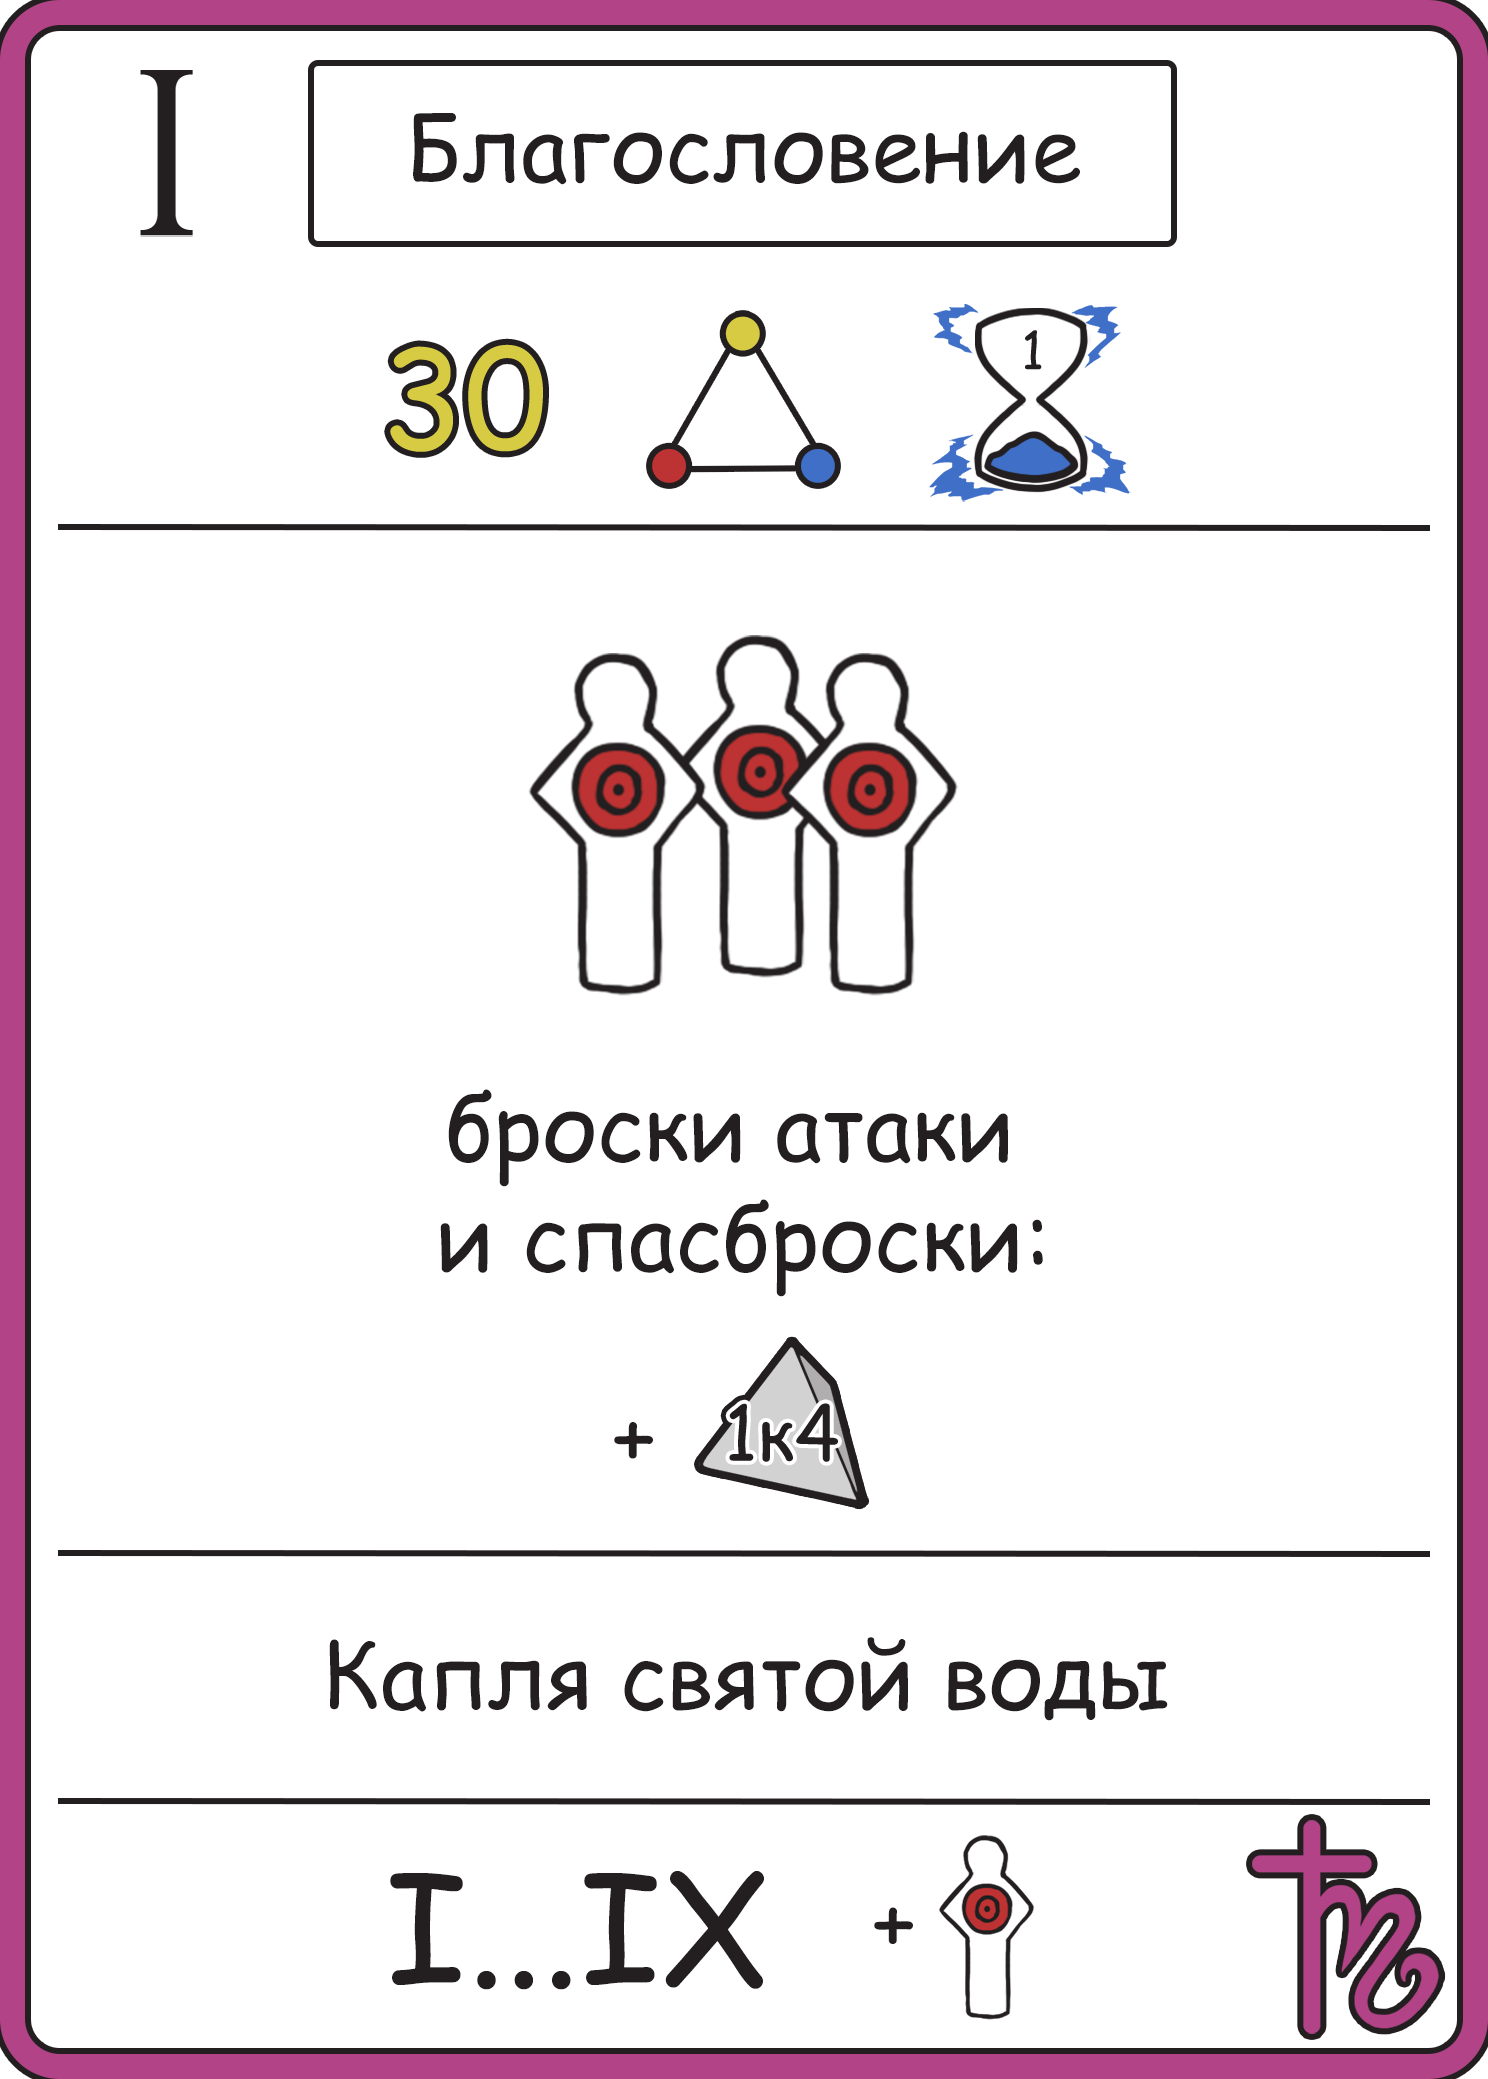 I
Благословение
30
1
броски атаки
и спасброски:
+ 1к4
Капля святой воды
I...IX +